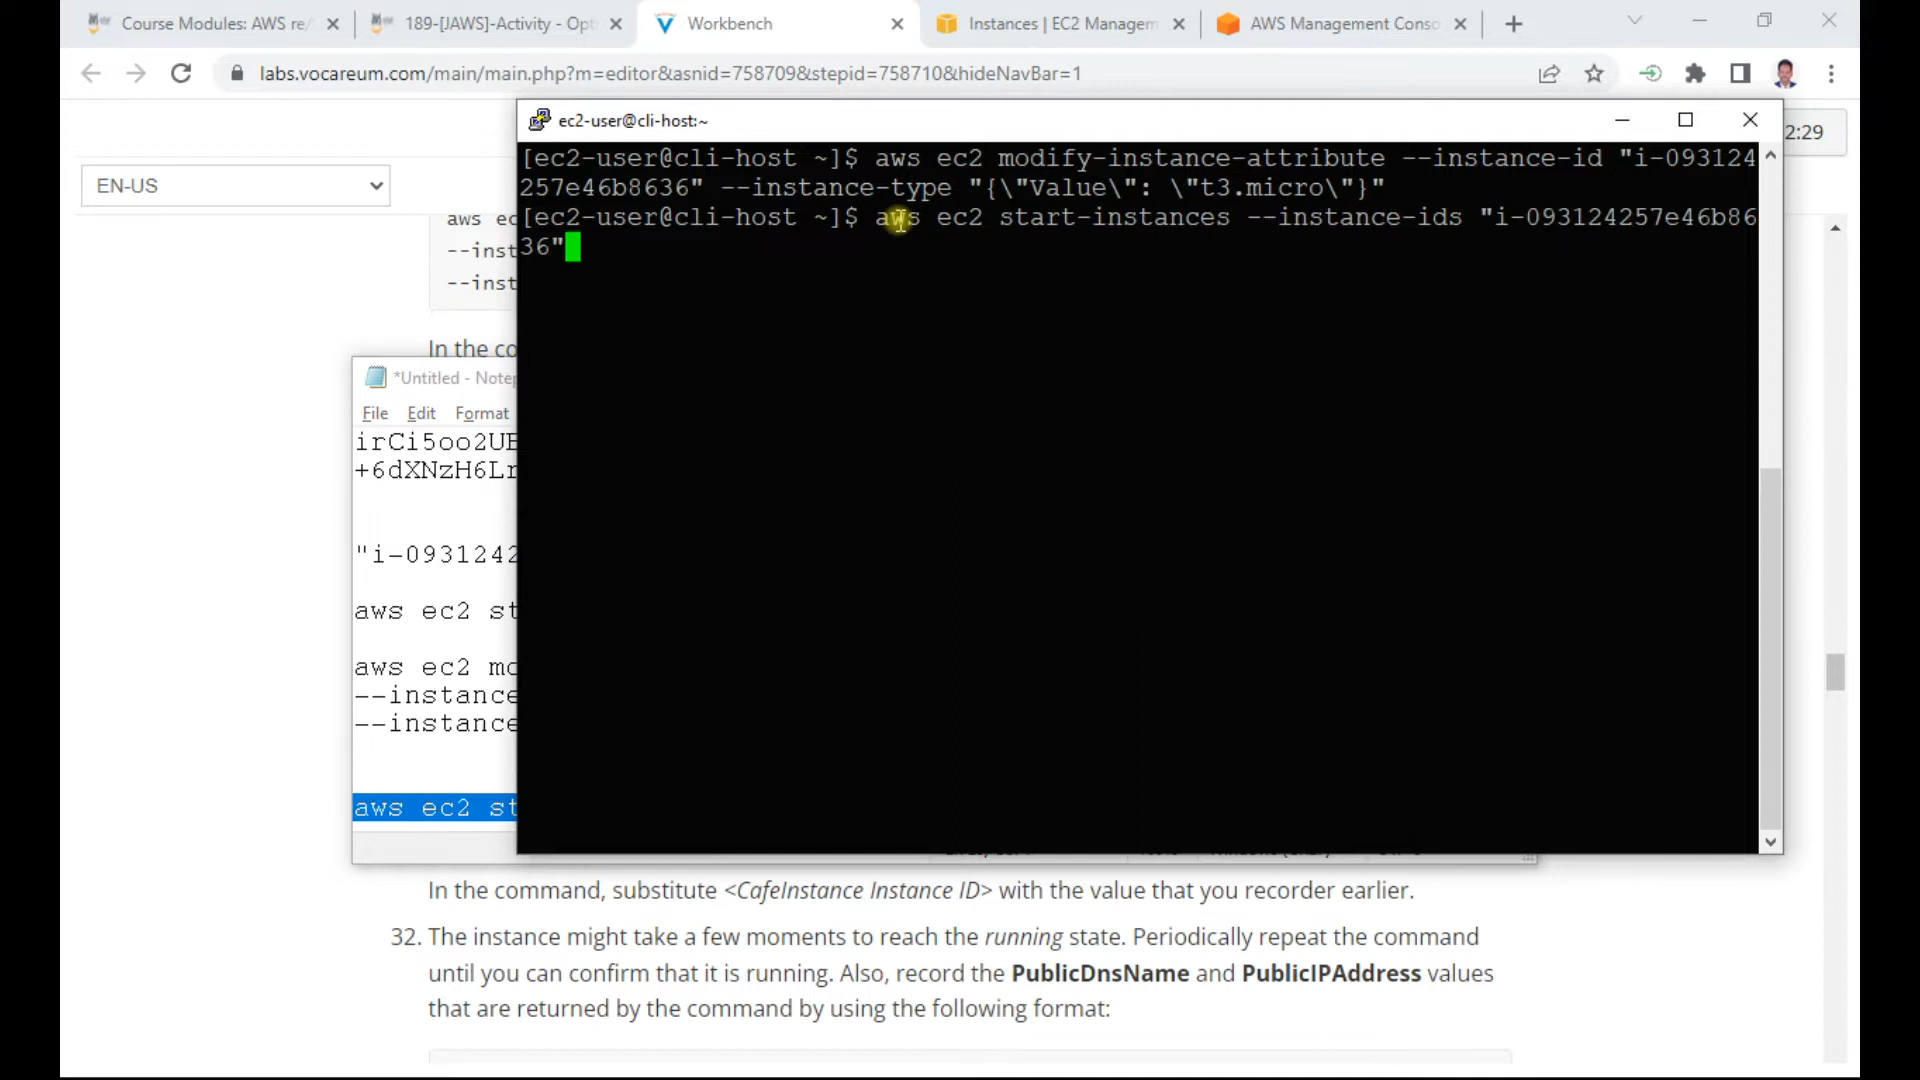 Course Modules: AWS re/
189-[JAWS]-Activity - Opt
Workbench
Instances | EC2 Managem
AWS Management Conso
labs.vocareum.com/main/main.php?m=editor&asnid=758709&stepid=758710&hideNavBar=1
ec2-user@cli-host:~
2:29
EN-US
[ec2-user@cli-host ~]$ aws ec2 modify-instance-attribute --instance-id "i-093124
257e46b8636" --instance-type "{\"Value\": \"t3.micro\"}"
[ec2-user@cli-host ~]$ aws ec2 start-instances --instance-ids "i-093124257e46b86
36"
aws ec
--inst
--inst
In the co
*Untitled - Notep
File Edit Format
irCi5oo2UE
+6dXNzH6Lr
"i-0931242
aws ec2 st
aws ec2 mo
--instance
--instance
aws ec2 st
In the command, substitute <CafeInstance Instance ID> with the value that you recorder earlier.
32. The instance might take a few moments to reach the running state. Periodically repeat the command
until you can confirm that it is running. Also, record the PublicDnsName and PublicIPAddress values
that are returned by the command by using the following format: